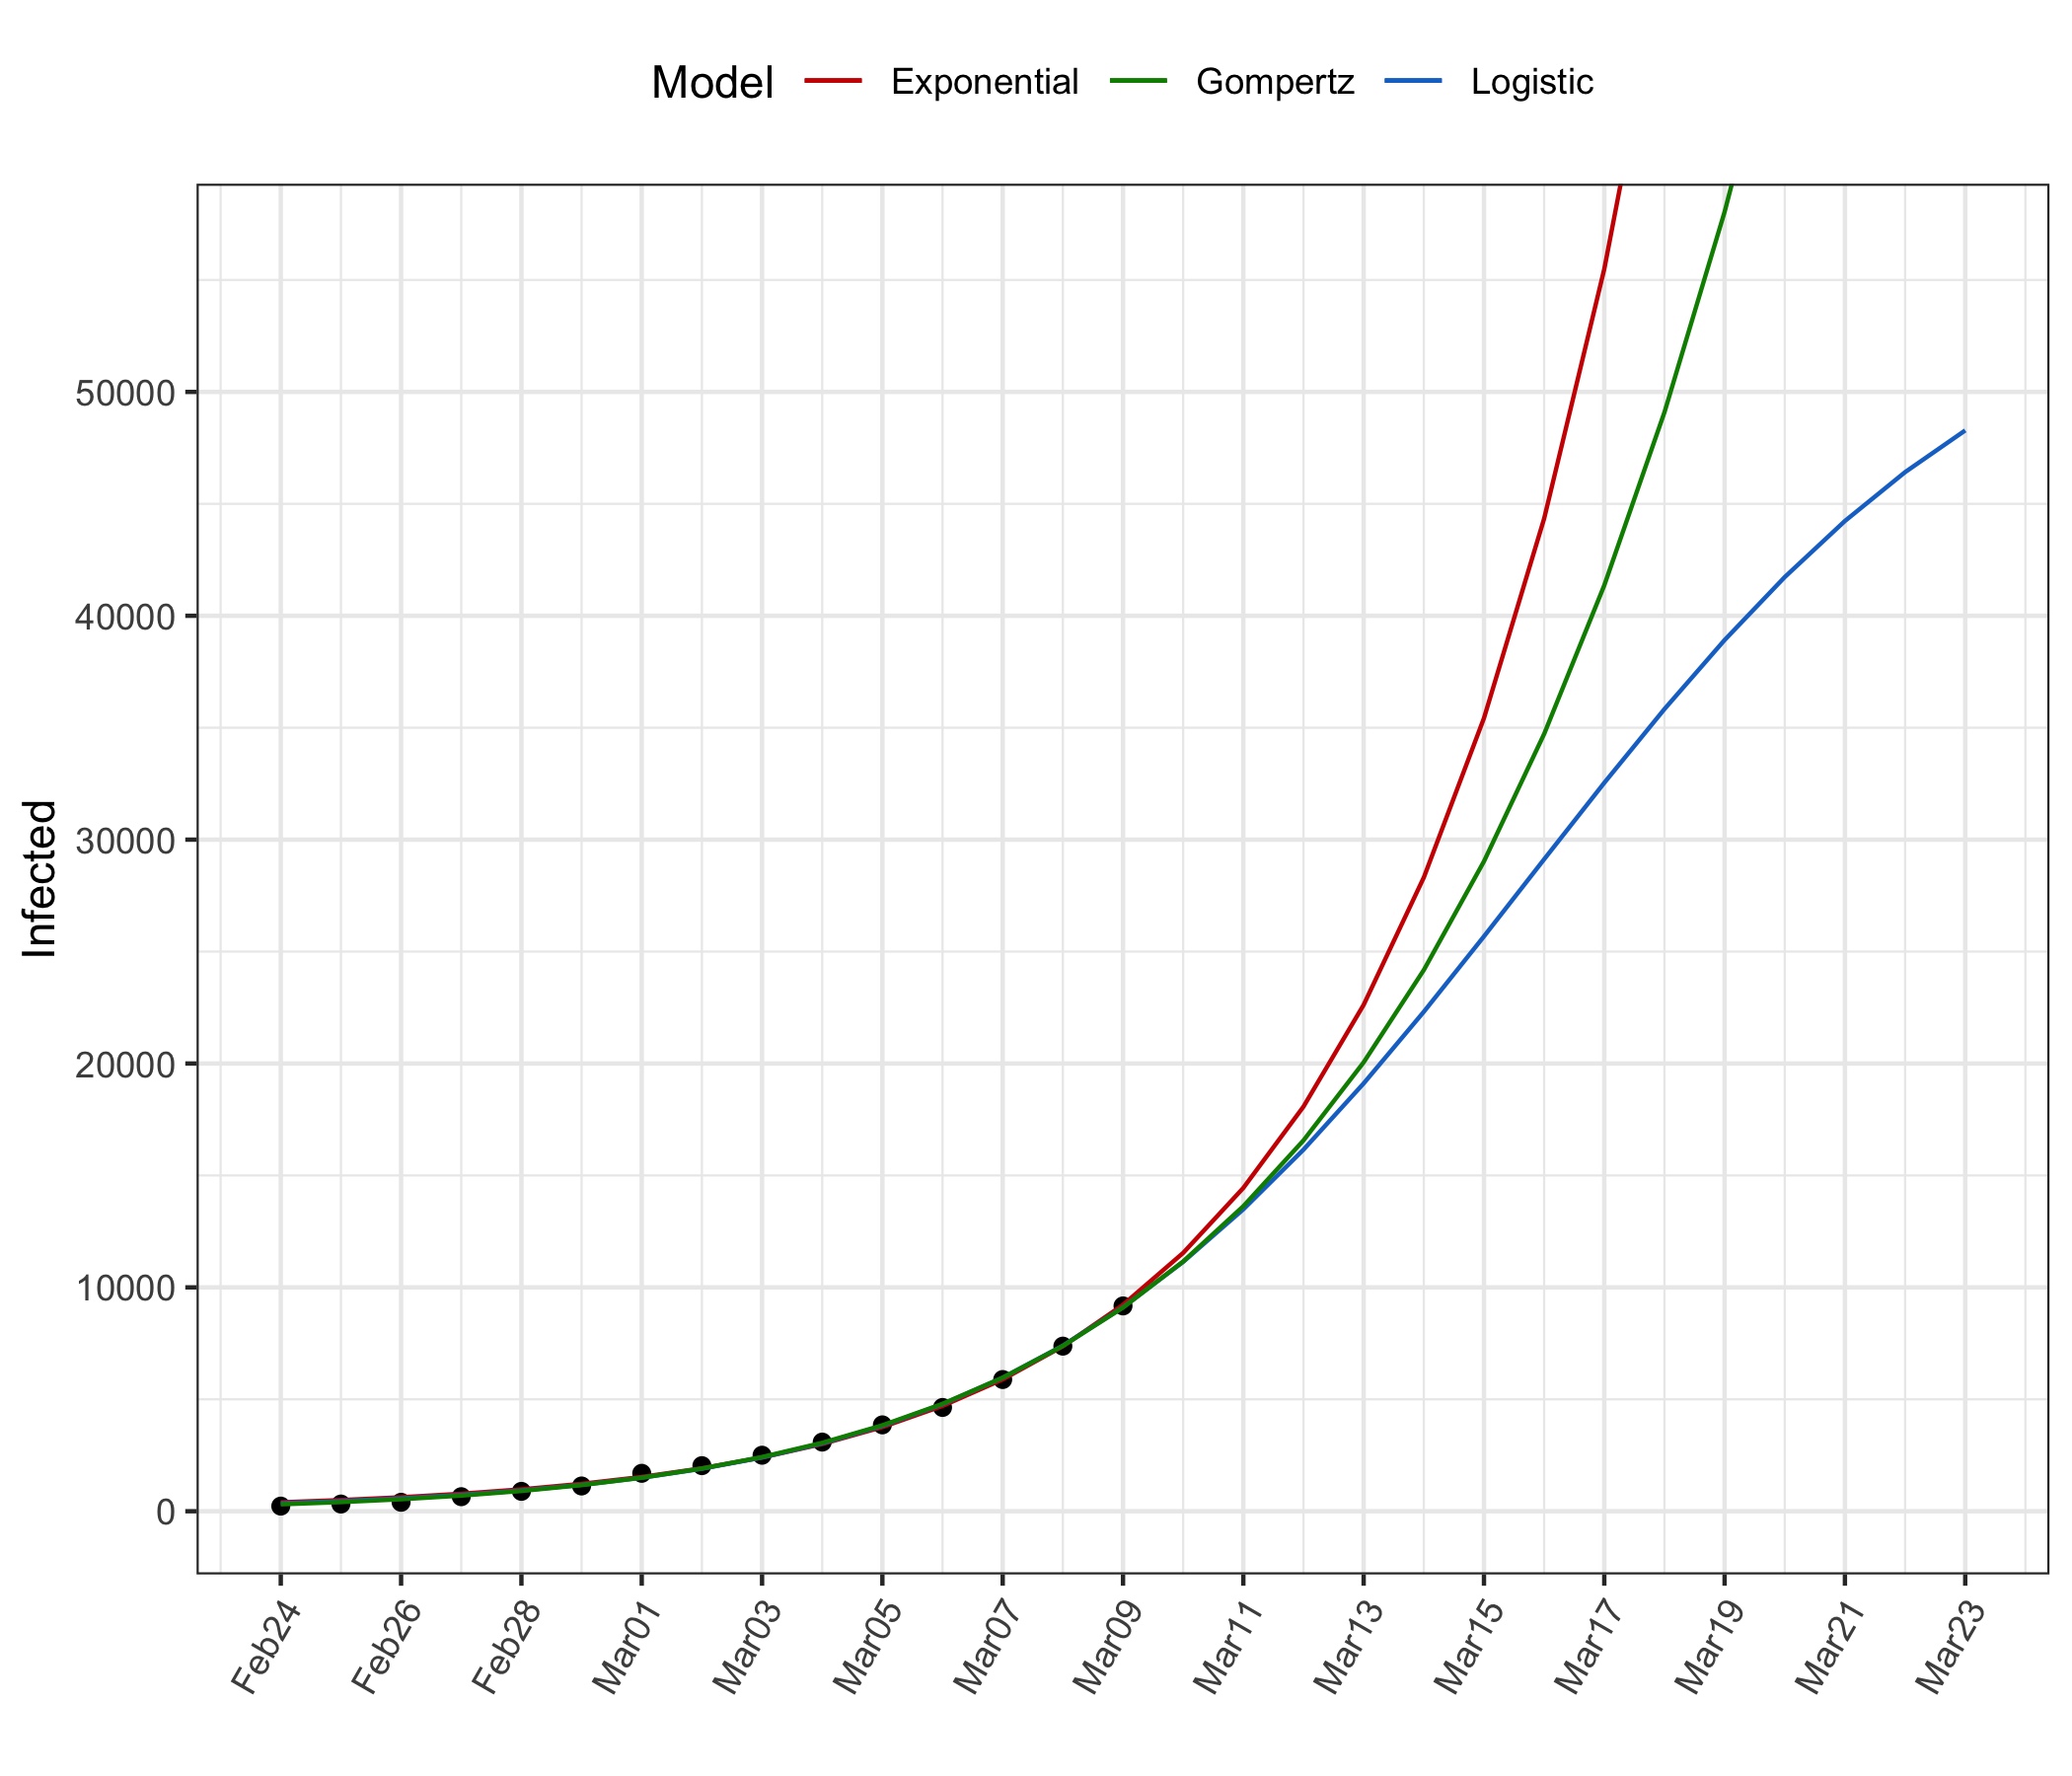 Model Exponential Gompertz Logistic
Infected
50000
40000
30000
20000
10000
0
Feb24 Feb26 Feb28 Mar01 Mar03 Mar05 Mar07 Mar09 Mar11 Mar13 Mar15 Mar17 Mar19 Mar21 Mar23